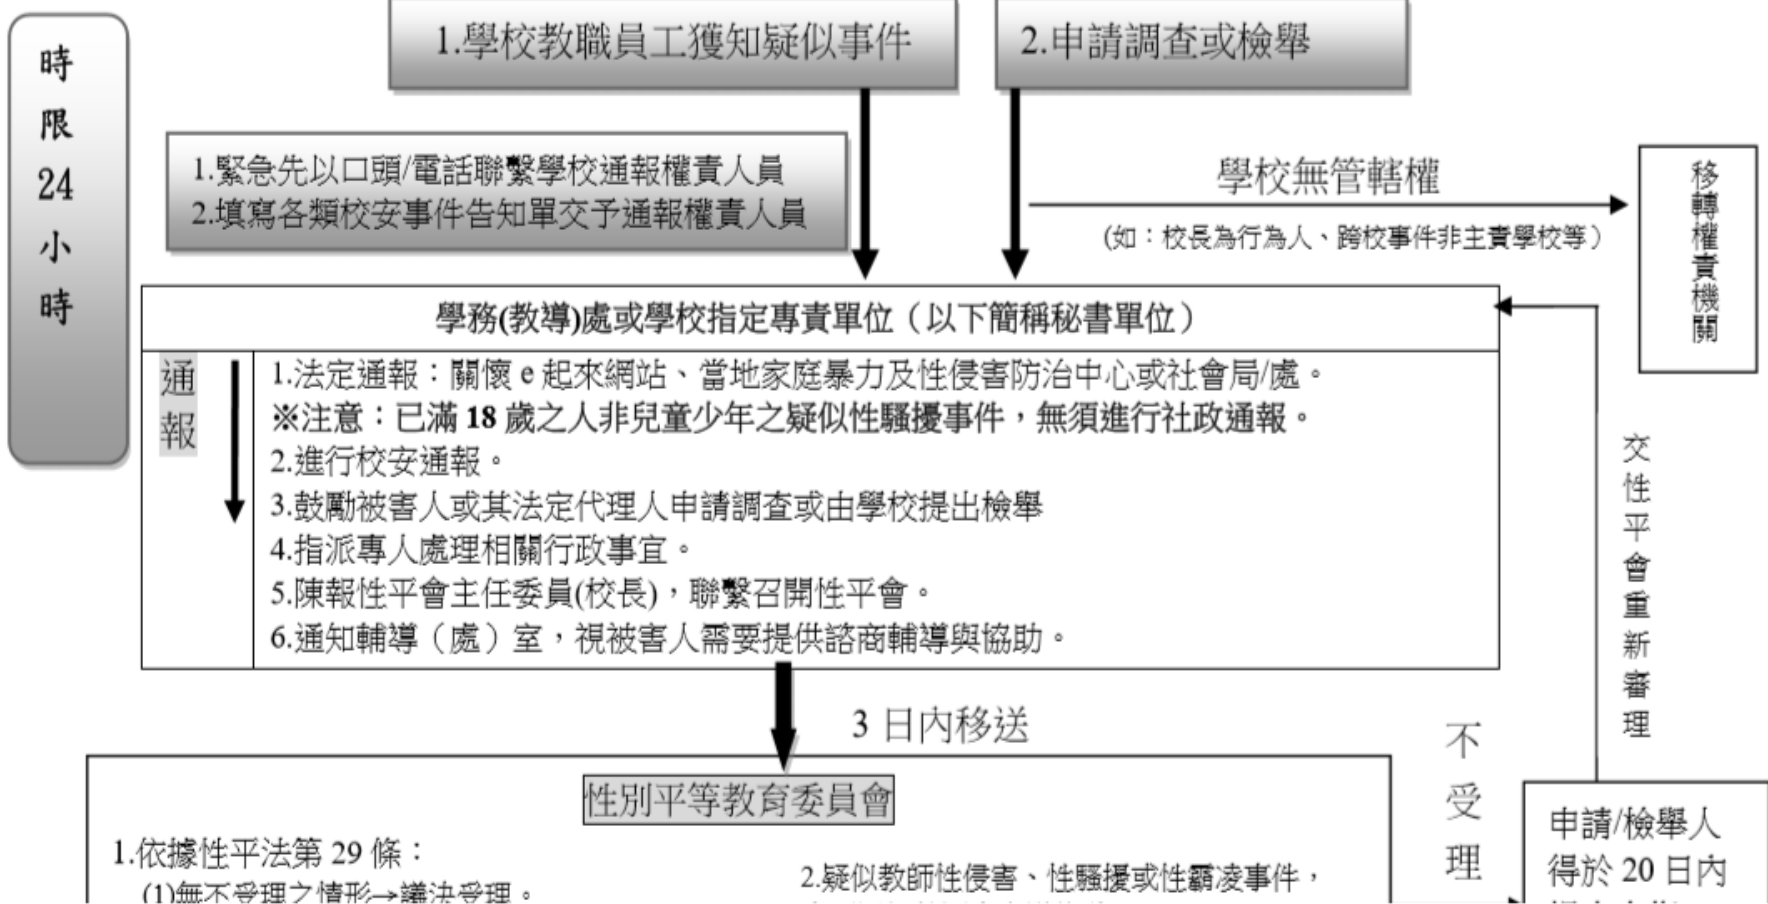 時限24小時
1.學校教職員工獲知疑似事件
2.申請調查或檢舉
1.緊急先以口頭/電話聯繫學校通報權責人員
2.填寫各類校安事件告知單交予通報權責人員
學校無管轄權
(如：校長為行為人、跨校事件非主責學校等）
移轉權責機關
學務(教導)處或學校指定專責單位（以下簡稱秘書單位）
通報
1.法定通報：關懷 e 起來網站、當地家庭暴力及性侵害防治中心或社會局/處。
※注意：已滿 18 歲之人非兒童少年之疑似性騷擾事件，無須進行社政通報。
2.進行校安通報。
3.鼓勵被害人或其法定代理人申請調查或由學校提出檢舉
4.指派專人處理相關行政事宜。
5.陳報性平會主任委員(校長)，聯繫召開性平會。
6.通知輔導（處）室，視被害人需要提供諮商輔導與協助。
交性平會重新審理
3 日內移送
不受理
性別平等教育委員會
1.依據性平法第 29 條：
(1)無不受理之情形→議決受理。
2.疑似教師性侵害、性騷擾或性霸凌事件，
申請/檢舉人
得於 20 日內